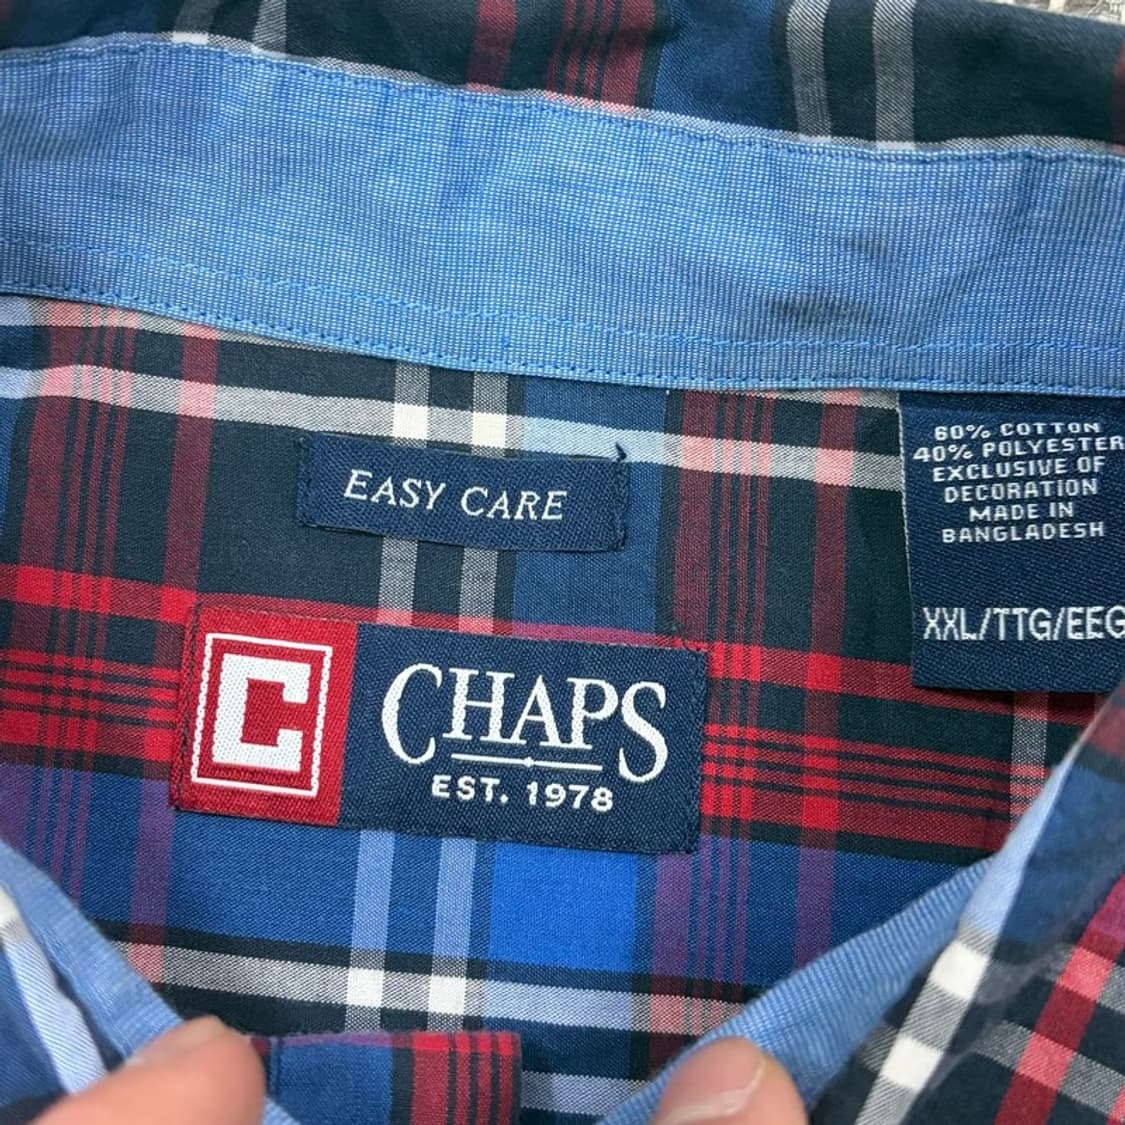 60% COTTON
40% POLYESTER
EXCLUSIVE OF
DECORATION
MADE IN
BANGLADESH
XXL/TTG/EEG
EASY CARE
C CHAPS
EST. 1978